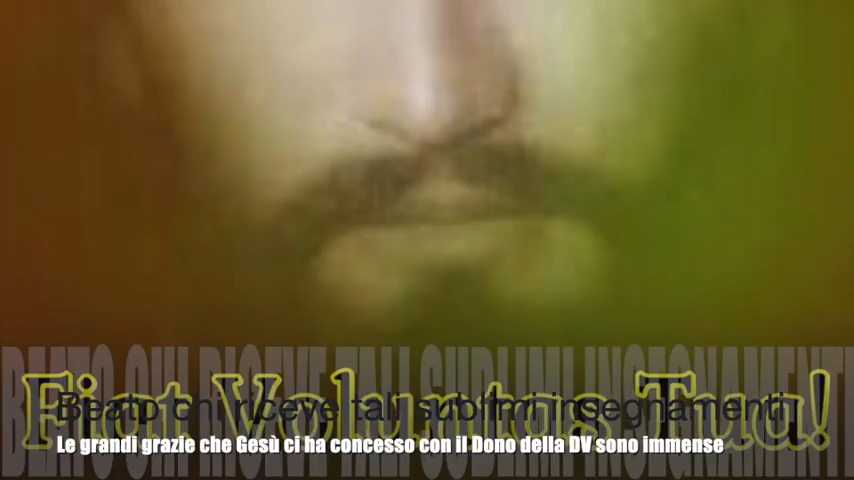 BEATO CHI RICEVE TALI SUBLIMI INSEGNAMENTI
Fiat Voluntas Tua!
Beato chi riceve tali sublimi insegnamenti
Le grandi grazie che Gesù ci ha concesso con il Dono della DV sono immense